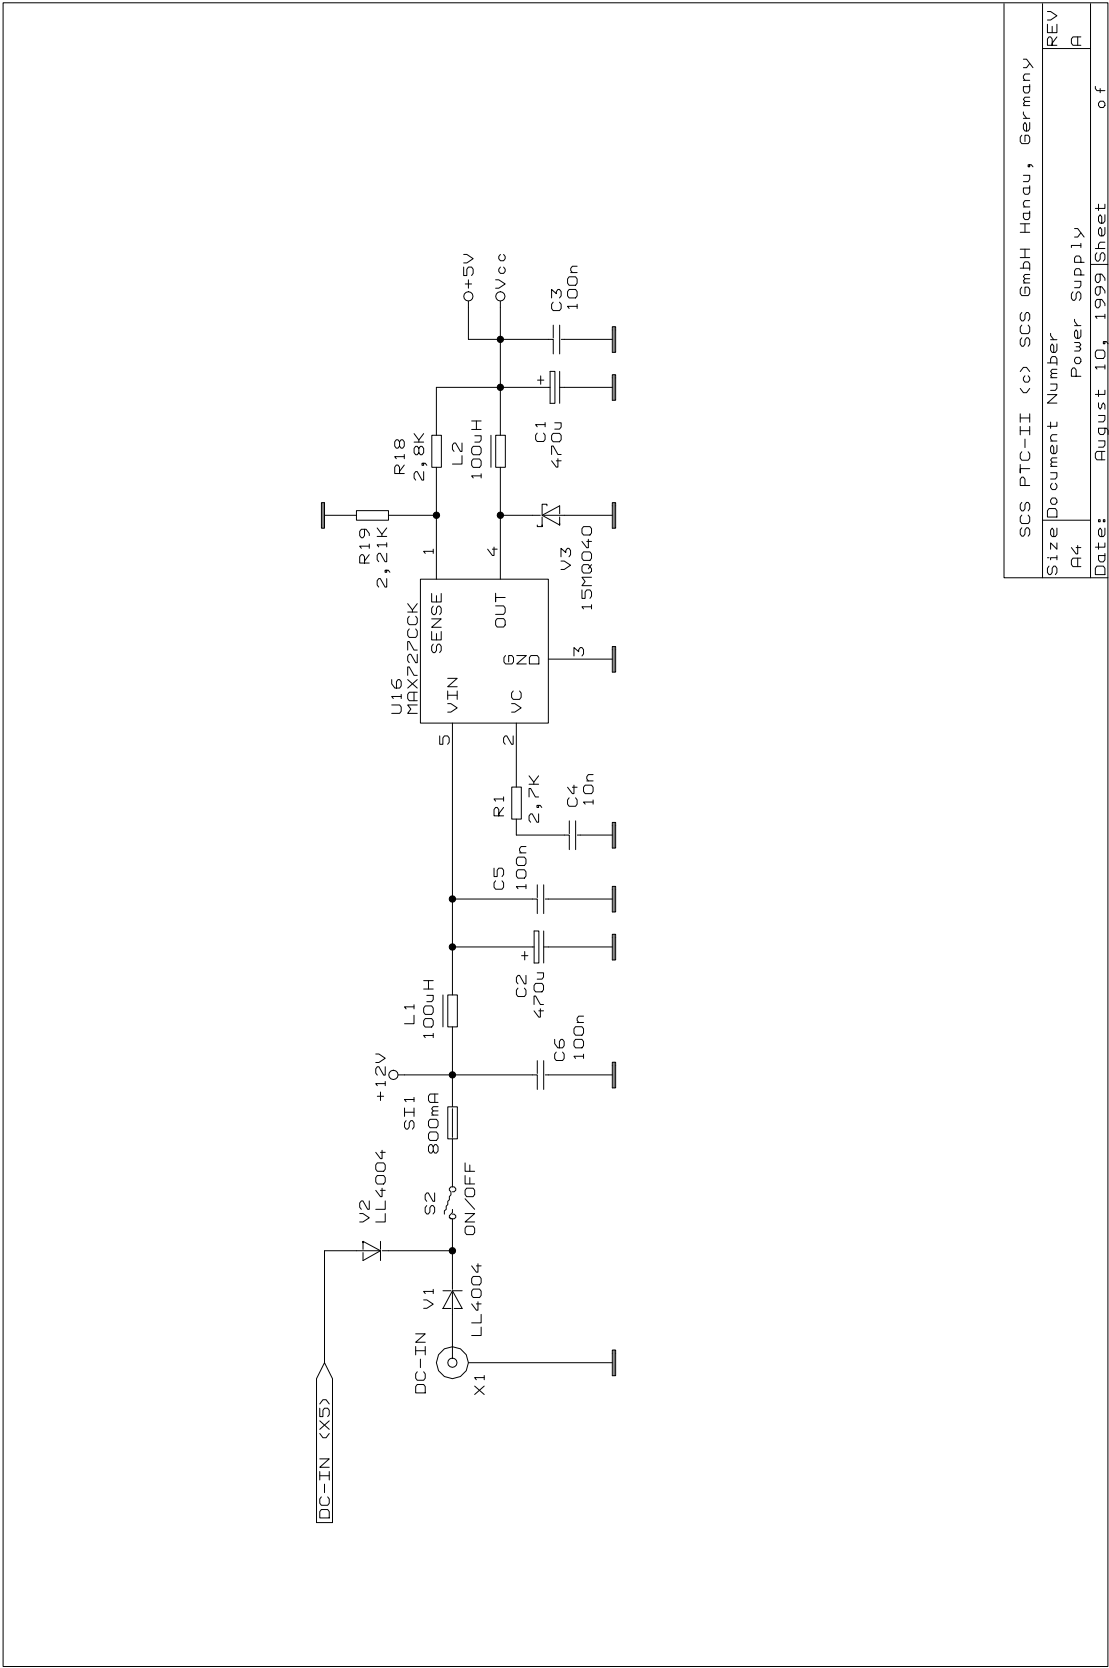 DC-IN (X5)
DC-IN
X1
V1
LL4004
V2
LL4004
S2
ON/OFF
SI1
800mA
+12V
C6
100n
L1
100uH
C2
470u
+
C5
100n
R1
2,7K
C4
10n
U16
MAX727CCK
5
VIN
SENSE
1
2
VC
OUT
4
GND
3
R19
2,21K
R18
2,8K
L2
100uH
V3
15MQ040
C1
470u
+
C3
100n
+5V
Vcc
SCS PTC-II (c) SCS GmbH Hanau, Germany
Size Document Number REV
A4 Power Supply A
Date: August 10, 1999 Sheet of